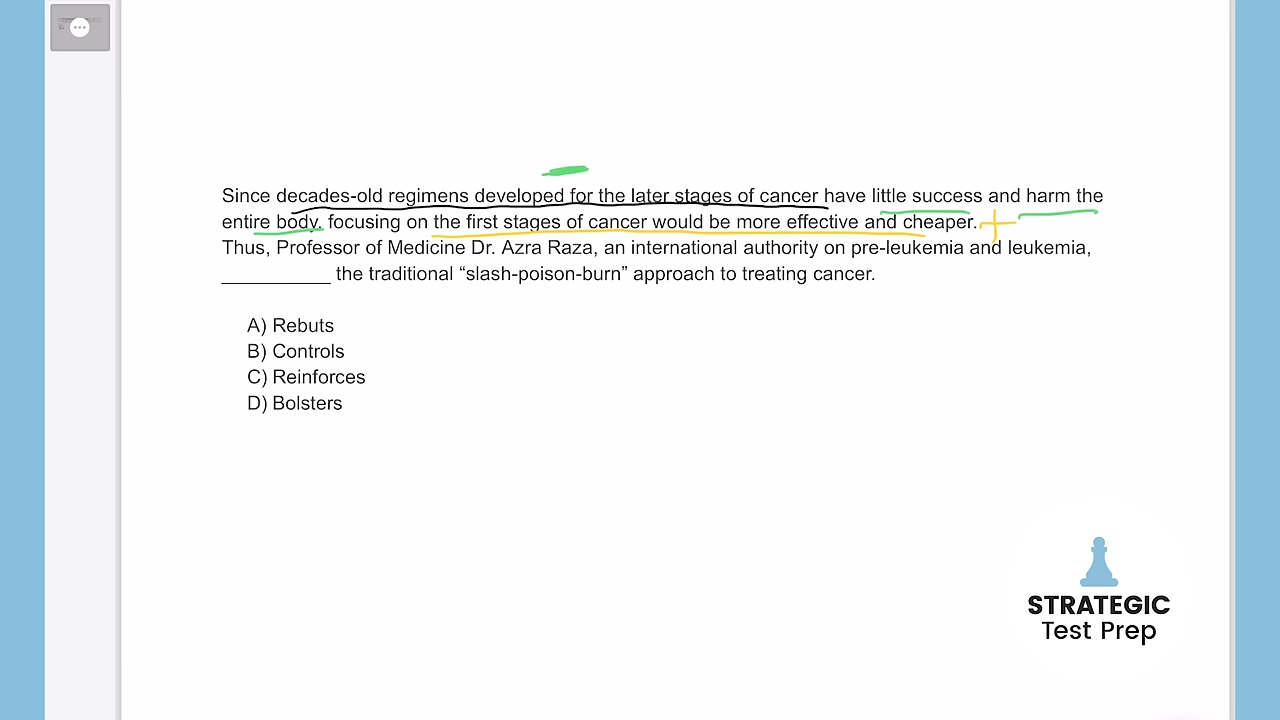 Since decades-old regimens developed for the later stages of cancer have little success and harm the
entire body, focusing on the first stages of cancer would be more effective and cheaper.
Thus, Professor of Medicine Dr. Azra Raza, an international authority on pre-leukemia and leukemia,
__________ the traditional “slash-poison-burn” approach to treating cancer.
A) Rebuts
B) Controls
C) Reinforces
D) Bolsters
STRATEGIC
Test Prep